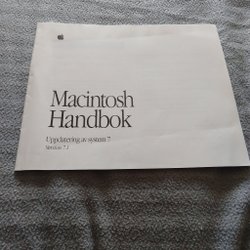 Macintosh
Handbok
Uppdatering av system 7
Version 7.1